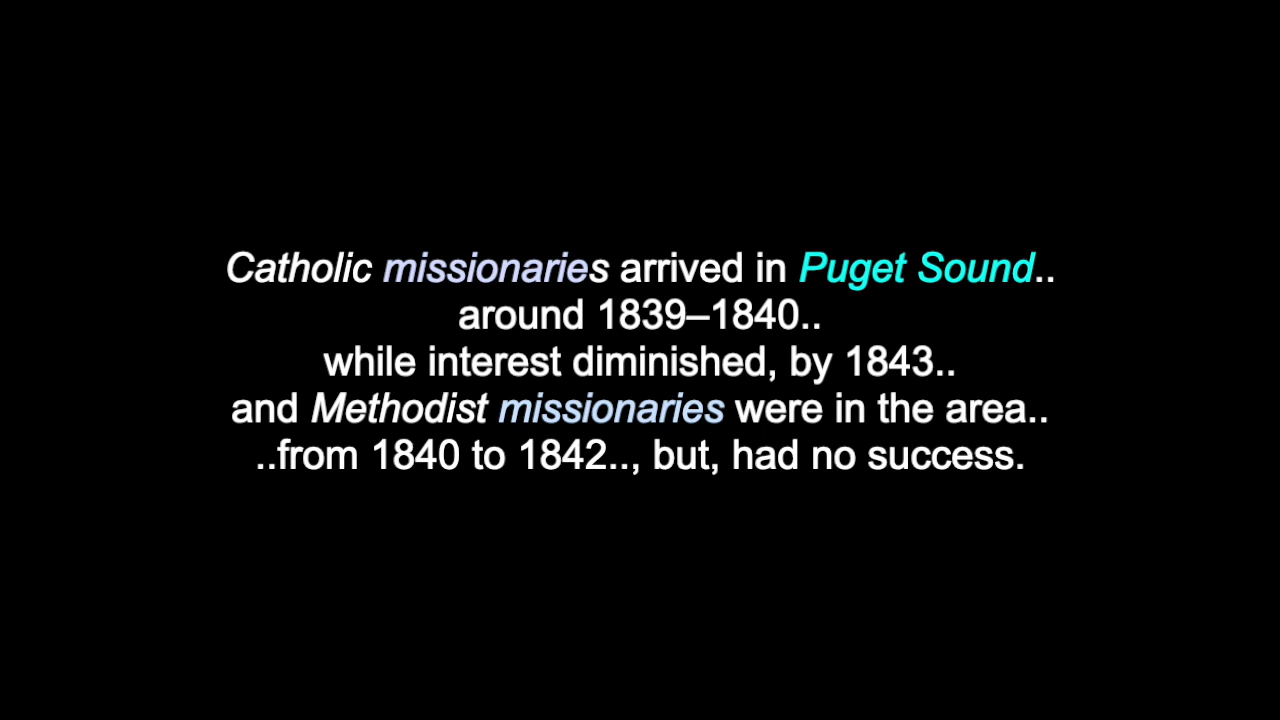 Catholic missionaries arrived in Puget Sound..
around 1839–1840..
while interest diminished, by 1843..
and Methodist missionaries were in the area..
..from 1840 to 1842.., but, had no success.